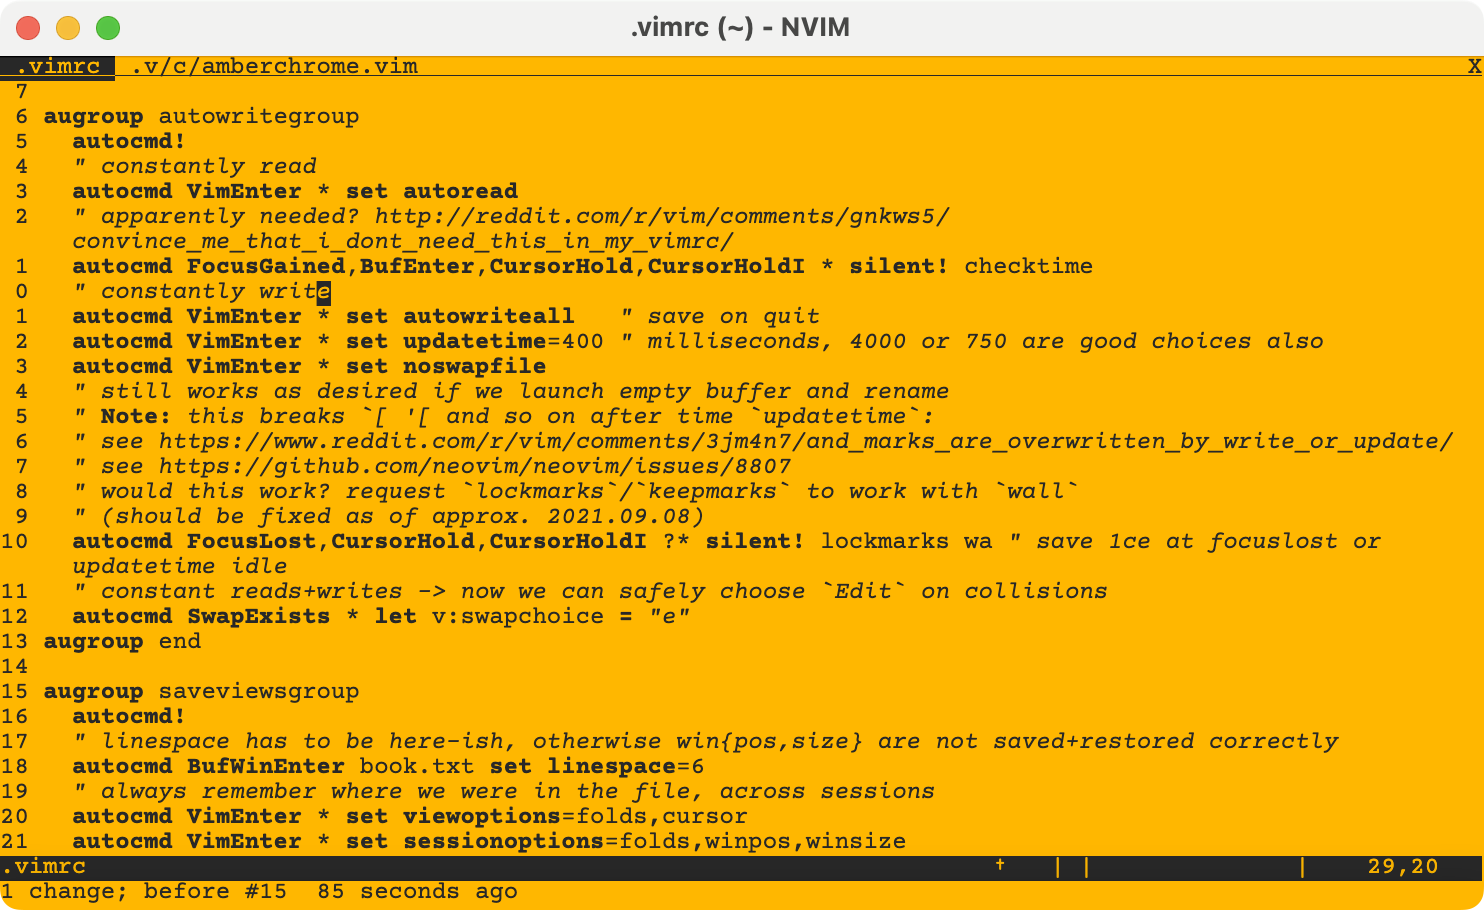 .vimrc (~) - NVIM
.vimrc .v/c/amberchrome.vim X
7
6 augroup autowritegroup
5   autocmd!
4   " constantly read
3   autocmd VimEnter * set autoread
2   " apparently needed? http://reddit.com/r/vim/comments/gnkws5/
    convince_me_that_i_dont_need_this_in_my_vimrc/
1   autocmd FocusGained,BufEnter,CursorHold,CursorHoldI * silent! checktime
0   " constantly write
1   autocmd VimEnter * set autowriteall   " save on quit
2   autocmd VimEnter * set updatetime=400 " milliseconds, 4000 or 750 are good choices also
3   autocmd VimEnter * set noswapfile
4   " still works as desired if we launch empty buffer and rename
5   " Note: this breaks `[ '[ and so on after time `updatetime`:
6   " see https://www.reddit.com/r/vim/comments/3jm4n7/and_marks_are_overwritten_by_write_or_update/
7   " see https://github.com/neovim/neovim/issues/8807
8   " would this work? request `lockmarks`/`keepmarks` to work with `wall`
9   " (should be fixed as of approx. 2021.09.08)
10   autocmd FocusLost,CursorHold,CursorHoldI ?* silent! lockmarks wa " save 1ce at focuslost or
    updatetime idle
11   " constant reads+writes -> now we can safely choose `Edit` on collisions
12   autocmd SwapExists * let v:swapchoice = "e"
13 augroup end
14
15 augroup saveviewsgroup
16   autocmd!
17   " linespace has to be here-ish, otherwise win{pos,size} are not saved+restored correctly
18   autocmd BufWinEnter book.txt set linespace=6
19   " always remember where we were in the file, across sessions
20   autocmd VimEnter * set viewoptions=folds,cursor
21   autocmd VimEnter * set sessionoptions=folds,winpos,winsize
.vimrc † | | | 29,20
1 change; before #15  85 seconds ago